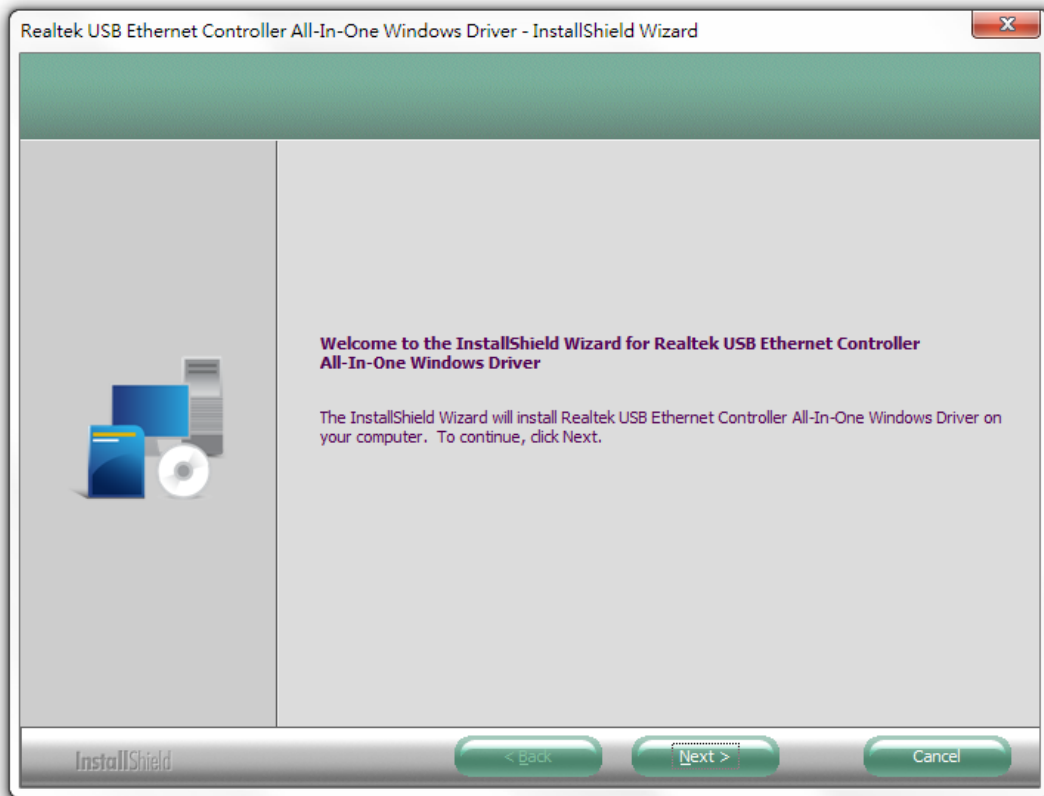 Realtek USB Ethernet Controller All-In-One Windows Driver - InstallShield Wizard
Welcome to the InstallShield Wizard for Realtek USB Ethernet Controller
All-In-One Windows Driver
The InstallShield Wizard will install Realtek USB Ethernet Controller All-In-One Windows Driver on
your computer.  To continue, click Next.
InstallShield
< Back
Next >
Cancel